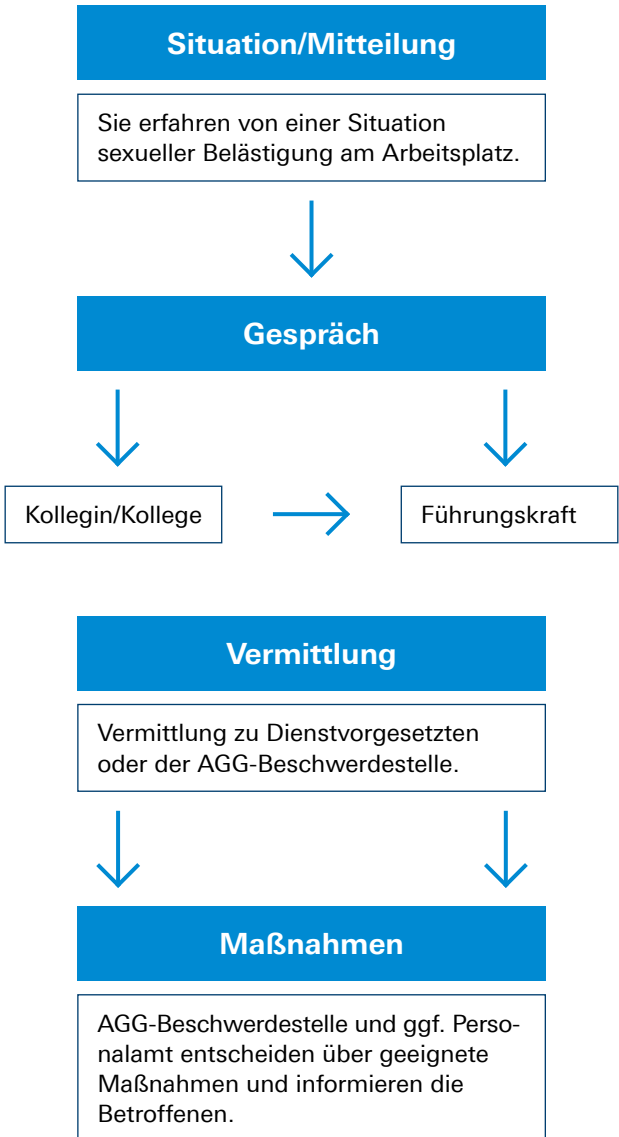 Situation/Mitteilung
Sie erfahren von einer Situation
sexueller Belästigung am Arbeitsplatz.
Gespräch
Kollegin/Kollege
Führungskraft
Vermittlung
Vermittlung zu Dienstvorgesetzten
oder der AGG-Beschwerdestelle.
Maßnahmen
AGG-Beschwerdestelle und ggf. Perso-
nalamt entscheiden über geeignete
Maßnahmen und informieren die
Betroffenen.